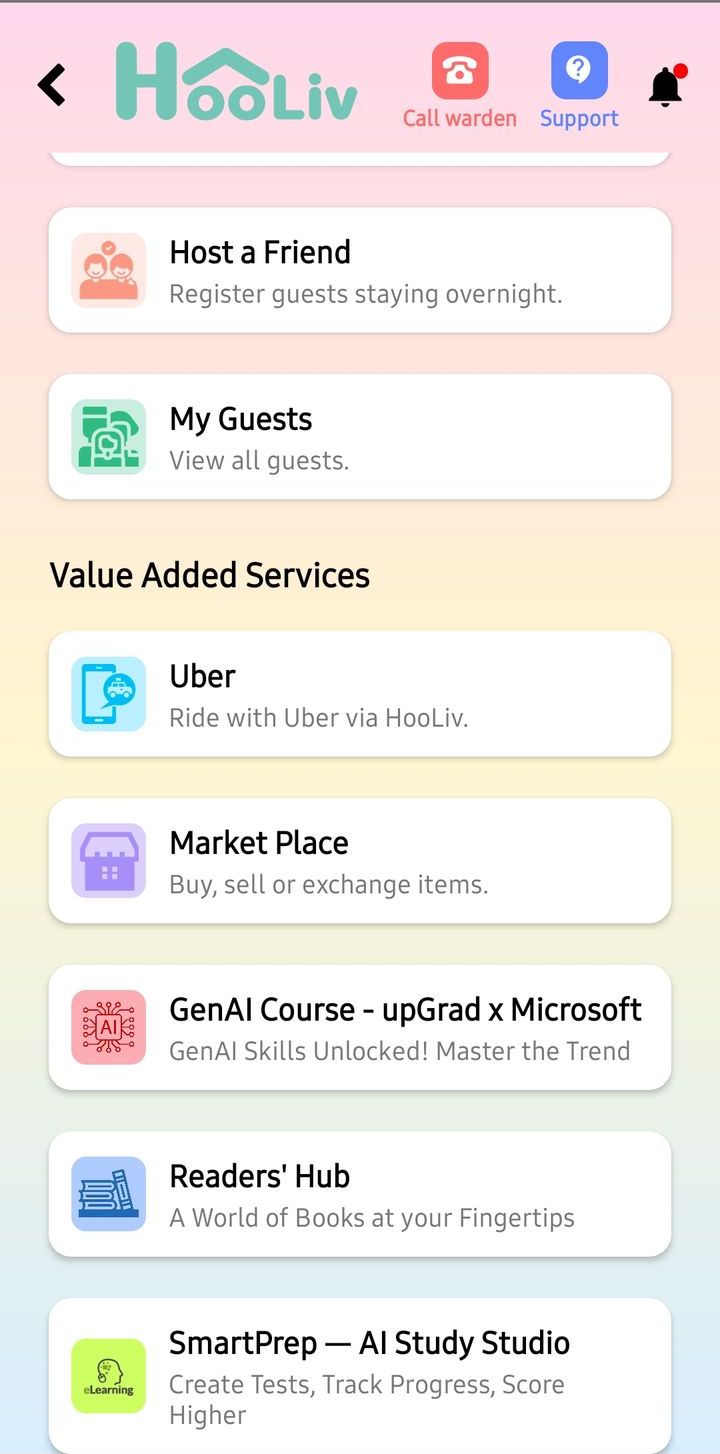 HooLiv
Call warden
Support
Host a Friend
Register guests staying overnight.
My Guests
View all guests.
Value Added Services
Uber
Ride with Uber via HooLiv.
Market Place
Buy, sell or exchange items.
GenAI Course - upGrad x Microsoft
AI
GenAI Skills Unlocked! Master the Trend
Readers' Hub
A World of Books at your Fingertips
SmartPrep — AI Study Studio
eLearning
Create Tests, Track Progress, Score
Higher